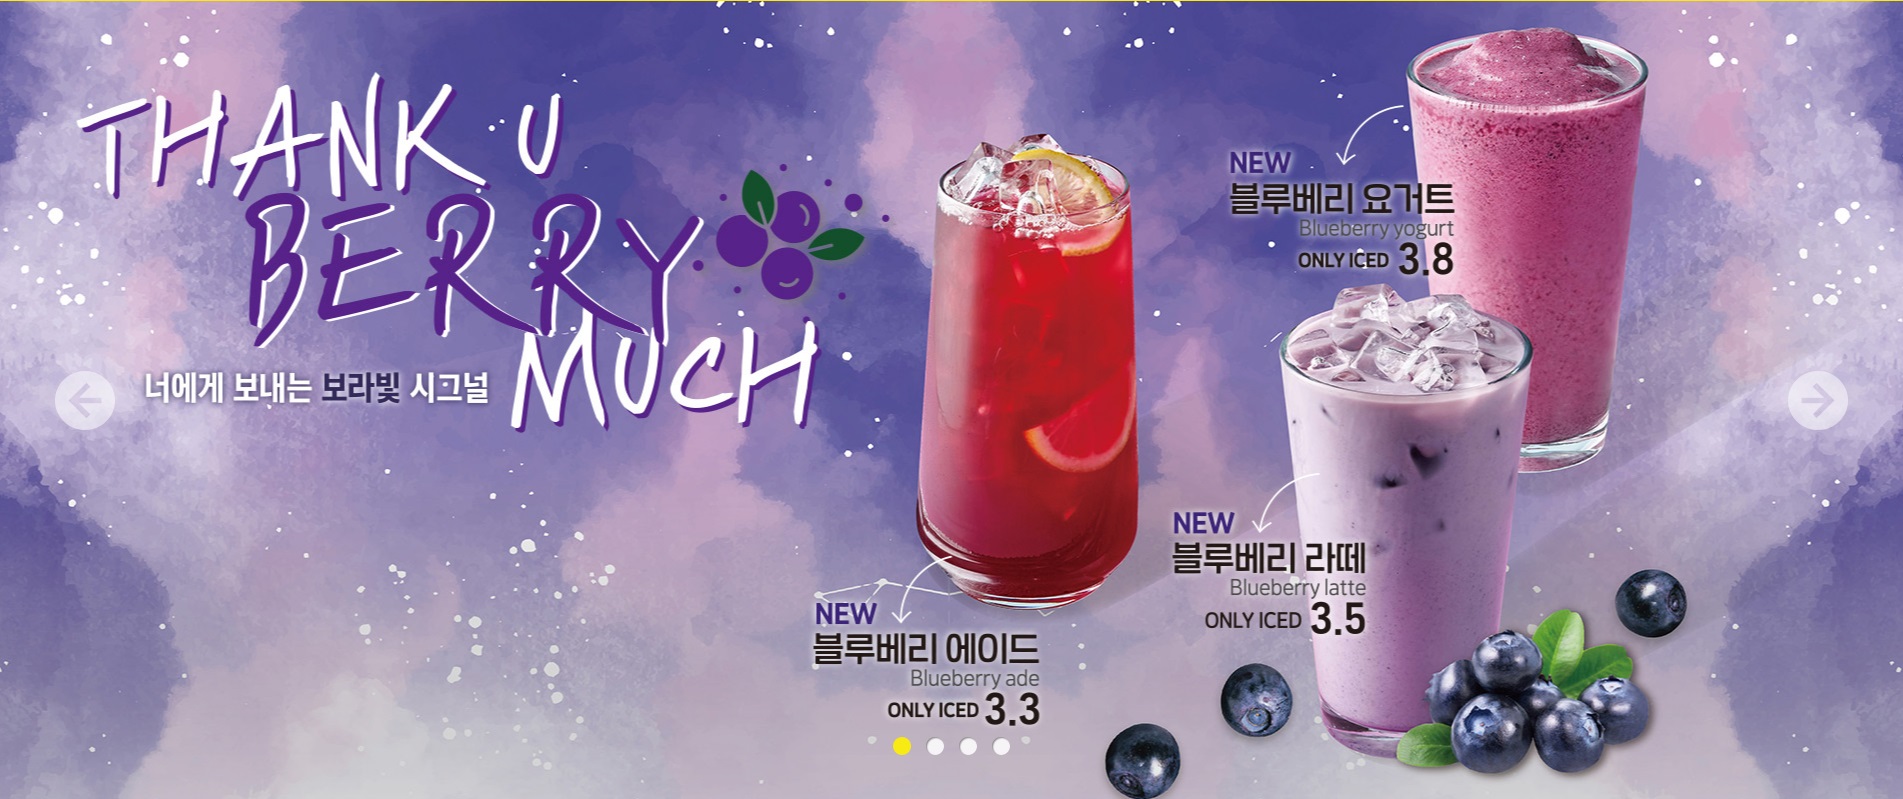 THANK U
BERRY
MUCH
너에게 보내는 보라빛 시그널
NEW
블루베리 에이드
Blueberry ade
ONLY ICED 3.3
NEW
블루베리 요거트
Blueberry yogurt
ONLY ICED 3.8
NEW
블루베리 라떼
Blueberry latte
ONLY ICED 3.5